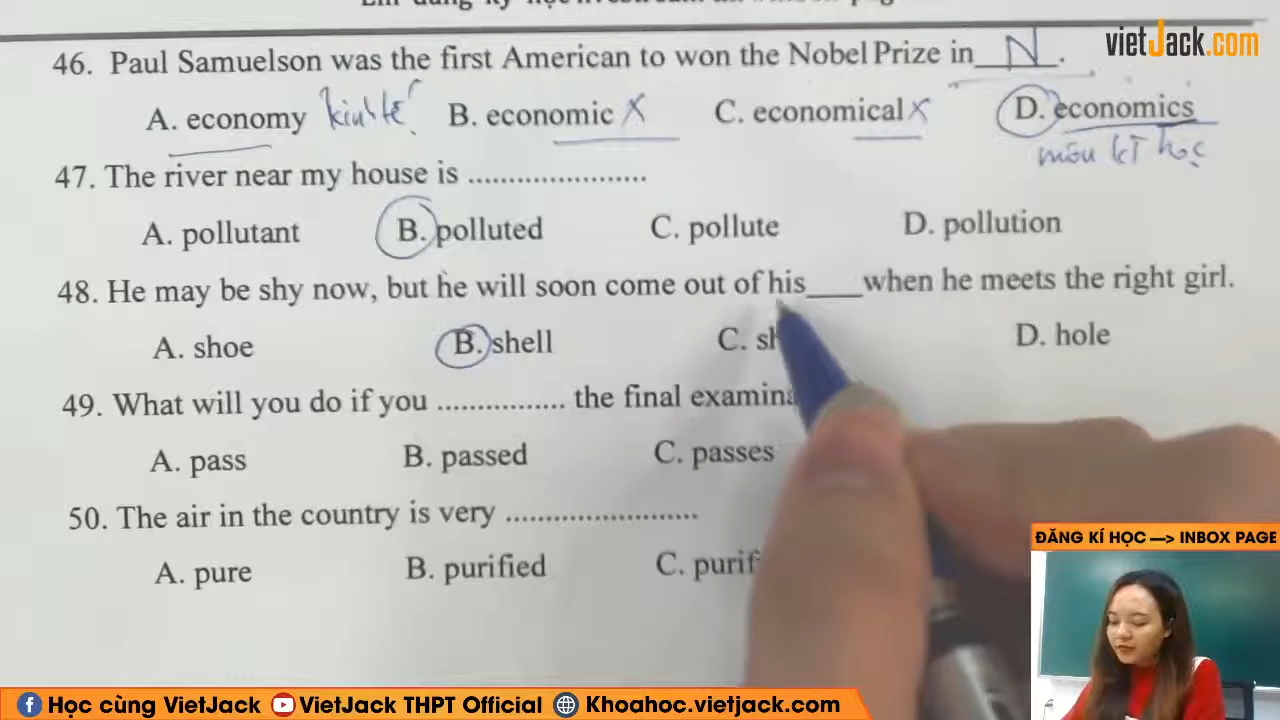 vietJack.com
46. Paul Samuelson was the first American to won the Nobel Prize in N.
A. economy kinh tế B. economic X C. economical X D. economics
môn kT học
47. The river near my house is ......................
A. pollutant B. polluted C. pollute D. pollution
48. He may be shy now, but he will soon come out of his____when he meets the right girl.
A. shoe B. shell C. sh D. hole
49. What will you do if you ................ the final examina
A. pass B. passed C. passes
50. The air in the country is very ........................
A. pure B. purified C. purif
ĐĂNG KÍ HỌC —> INBOX PAGE
Học cùng VietJack VietJack THPT Official Khoahoc.vietjack.com